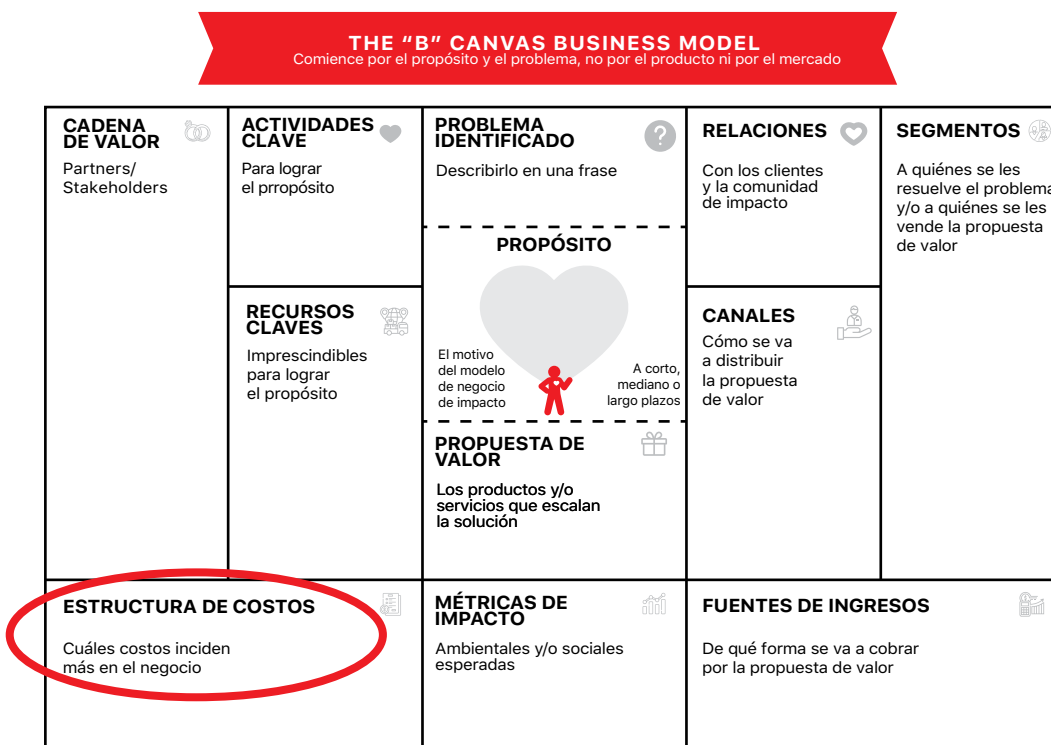 THE “B” CANVAS BUSINESS MODEL
Comience por el propósito y el problema, no por el producto ni por el mercado
CADENA
DE VALOR
Partners/
Stakeholders
ACTIVIDADES
CLAVE
Para lograr
el prropósito
RECURSOS
CLAVES
Imprescindibles
para lograr
el propósito
PROBLEMA
IDENTIFICADO
?
Describirlo en una frase
PROPÓSITO
El motivo
del modelo
de negocio
de impacto
A corto,
mediano o
largo plazos
PROPUESTA DE
VALOR
Los productos y/o
servicios que escalan
la solución
RELACIONES
Con los clientes
y la comunidad
de impacto
CANALES
Cómo se va
a distribuir
la propuesta
de valor
SEGMENTOS
A quiénes se les
resuelve el problema
y/o a quiénes se les
vende la propuesta
de valor
ESTRUCTURA DE COSTOS
Cuáles costos inciden
más en el negocio
MÉTRICAS DE
IMPACTO
Ambientales y/o sociales
esperadas
FUENTES DE INGRESOS
De qué forma se va a cobrar
por la propuesta de valor